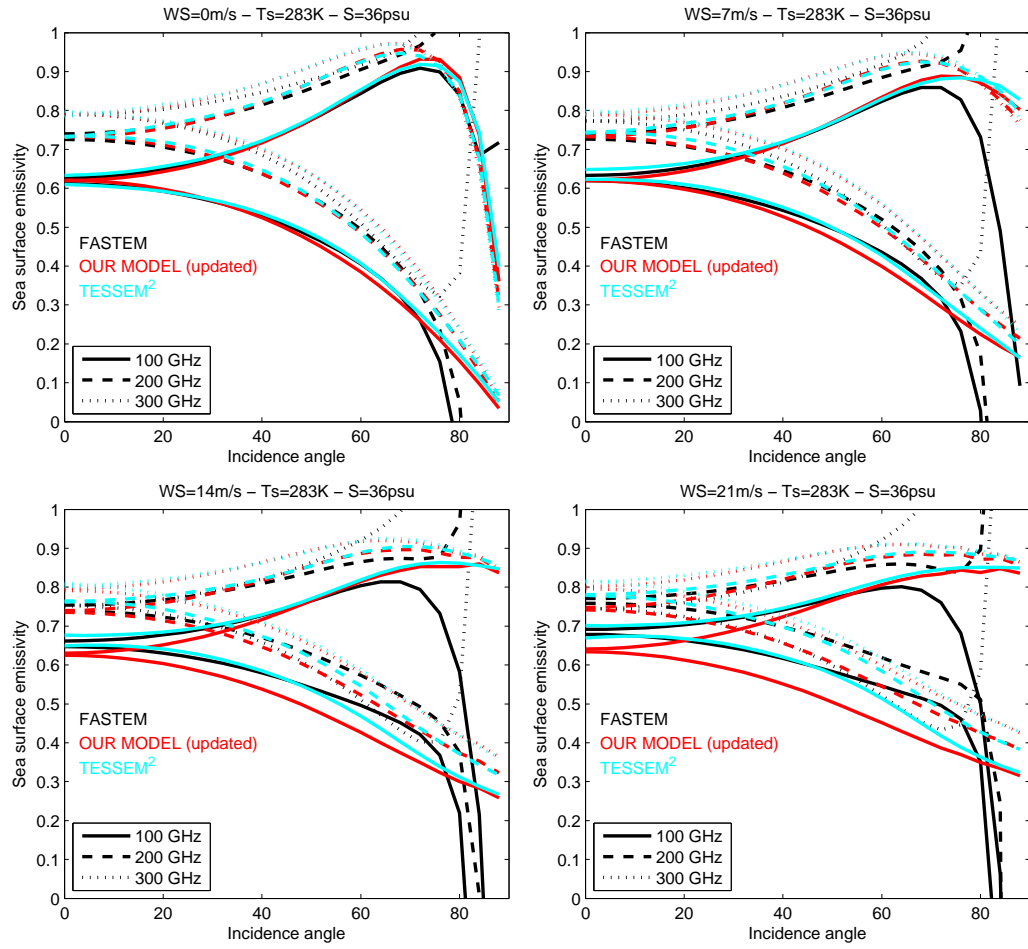 WS=0m/s − Ts=283K − S=36psu
1
0.9
0.8
0.7
0.6
0.5
0.4
0.3
0.2
0.1
0
Sea surface emissivity
FASTEM
OUR MODEL (updated)
TESSEM2
100 GHz
200 GHz
300 GHz
0 20 40 60 80
Incidence angle
WS=7m/s − Ts=283K − S=36psu
1
0.9
0.8
0.7
0.6
0.5
0.4
0.3
0.2
0.1
0
Sea surface emissivity
FASTEM
OUR MODEL (updated)
TESSEM2
100 GHz
200 GHz
300 GHz
0 20 40 60 80
Incidence angle
WS=14m/s − Ts=283K − S=36psu
1
0.9
0.8
0.7
0.6
0.5
0.4
0.3
0.2
0.1
0
Sea surface emissivity
FASTEM
OUR MODEL (updated)
TESSEM2
100 GHz
200 GHz
300 GHz
0 20 40 60 80
Incidence angle
WS=21m/s − Ts=283K − S=36psu
1
0.9
0.8
0.7
0.6
0.5
0.4
0.3
0.2
0.1
0
Sea surface emissivity
FASTEM
OUR MODEL (updated)
TESSEM2
100 GHz
200 GHz
300 GHz
0 20 40 60 80
Incidence angle